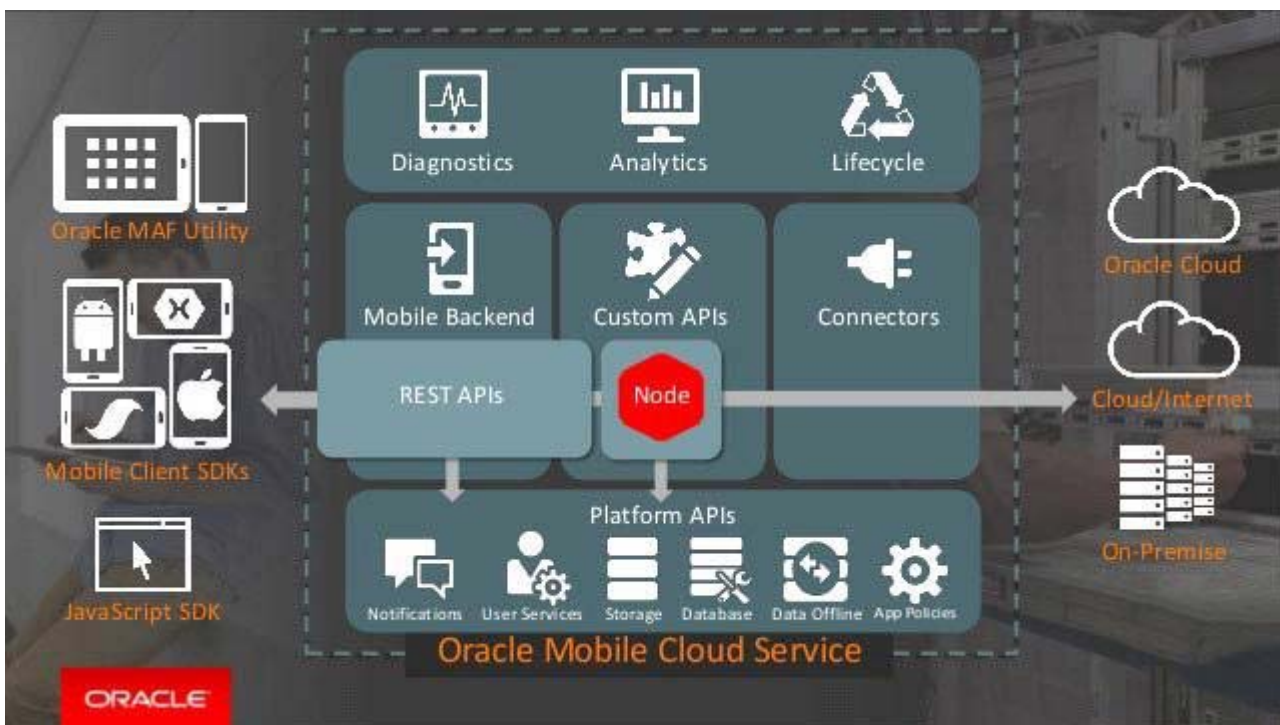 Diagnostics
Analytics
Lifecycle
Oracle MAF Utility
Mobile Backend
Custom APIs
Connectors
Oracle Cloud
REST APIs
Node
Cloud/Internet
Mobile Client SDKs
Platform APIs
On-Premise
Notifications
User Services
Storage
Database
Data Offline
App Policies
JavaScript SDK
Oracle Mobile Cloud Service
ORACLE